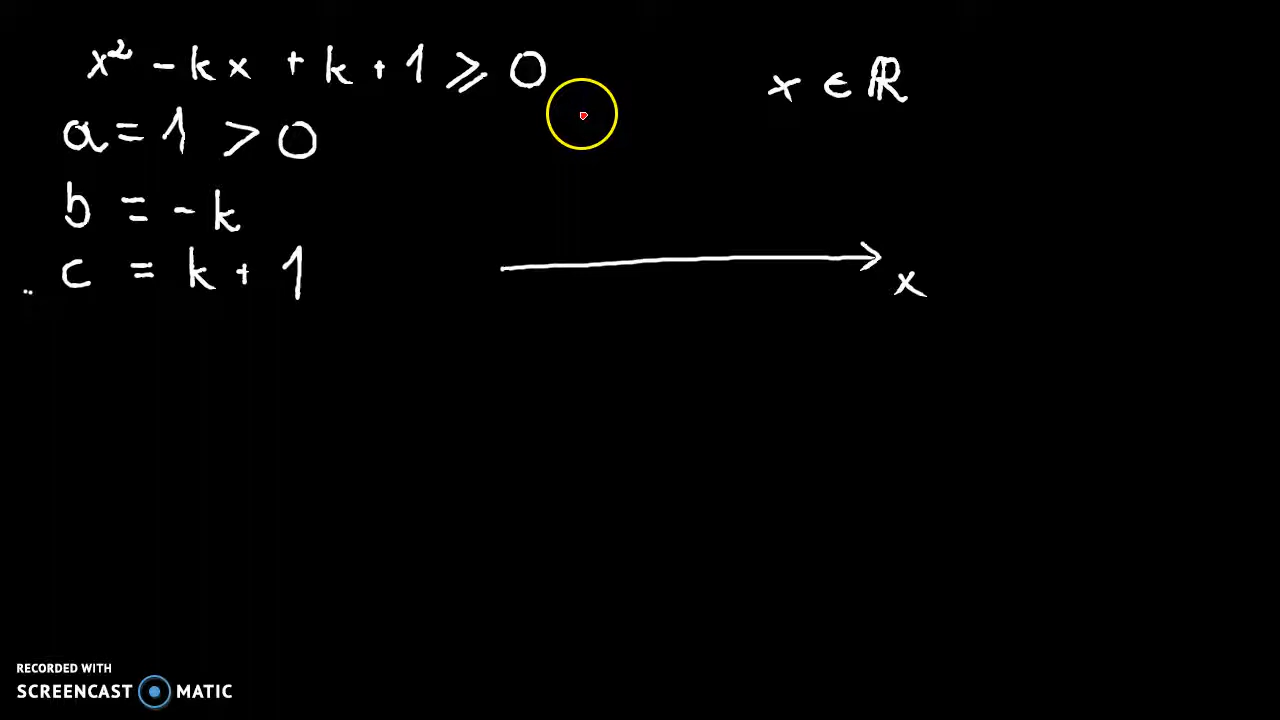 x² - kx + k + 1 ⩾ 0
x ∈ ℝ
a = 1 > 0
b = - k
c = k + 1
x
RECORDED WITH
SCREENCAST MATIC